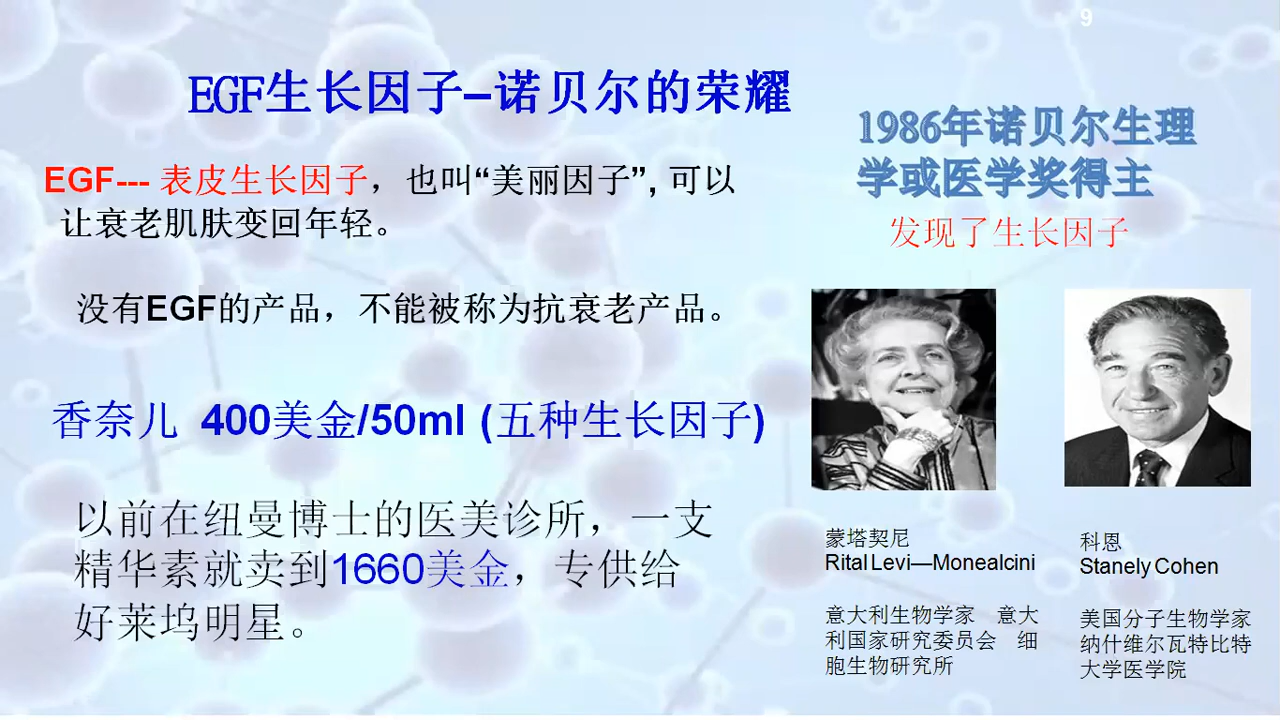 9
EGF生长因子–诺贝尔的荣耀
EGF--- 表皮生长因子，也叫“美丽因子”, 可以
让衰老肌肤变回年轻。
没有EGF的产品，不能被称为抗衰老产品。
香奈儿 400美金/50ml (五种生长因子)
以前在纽曼博士的医美诊所，一支
精华素就卖到1660美金，专供给
好莱坞明星。
1986年诺贝尔生理
学或医学奖得主
发现了生长因子
蒙塔契尼
Rital Levi—Monealcini
意大利生物学家 意大
利国家研究委员会 细
胞生物研究所
科恩
Stanely Cohen
美国分子生物学家
纳什维尔瓦特比特
大学医学院